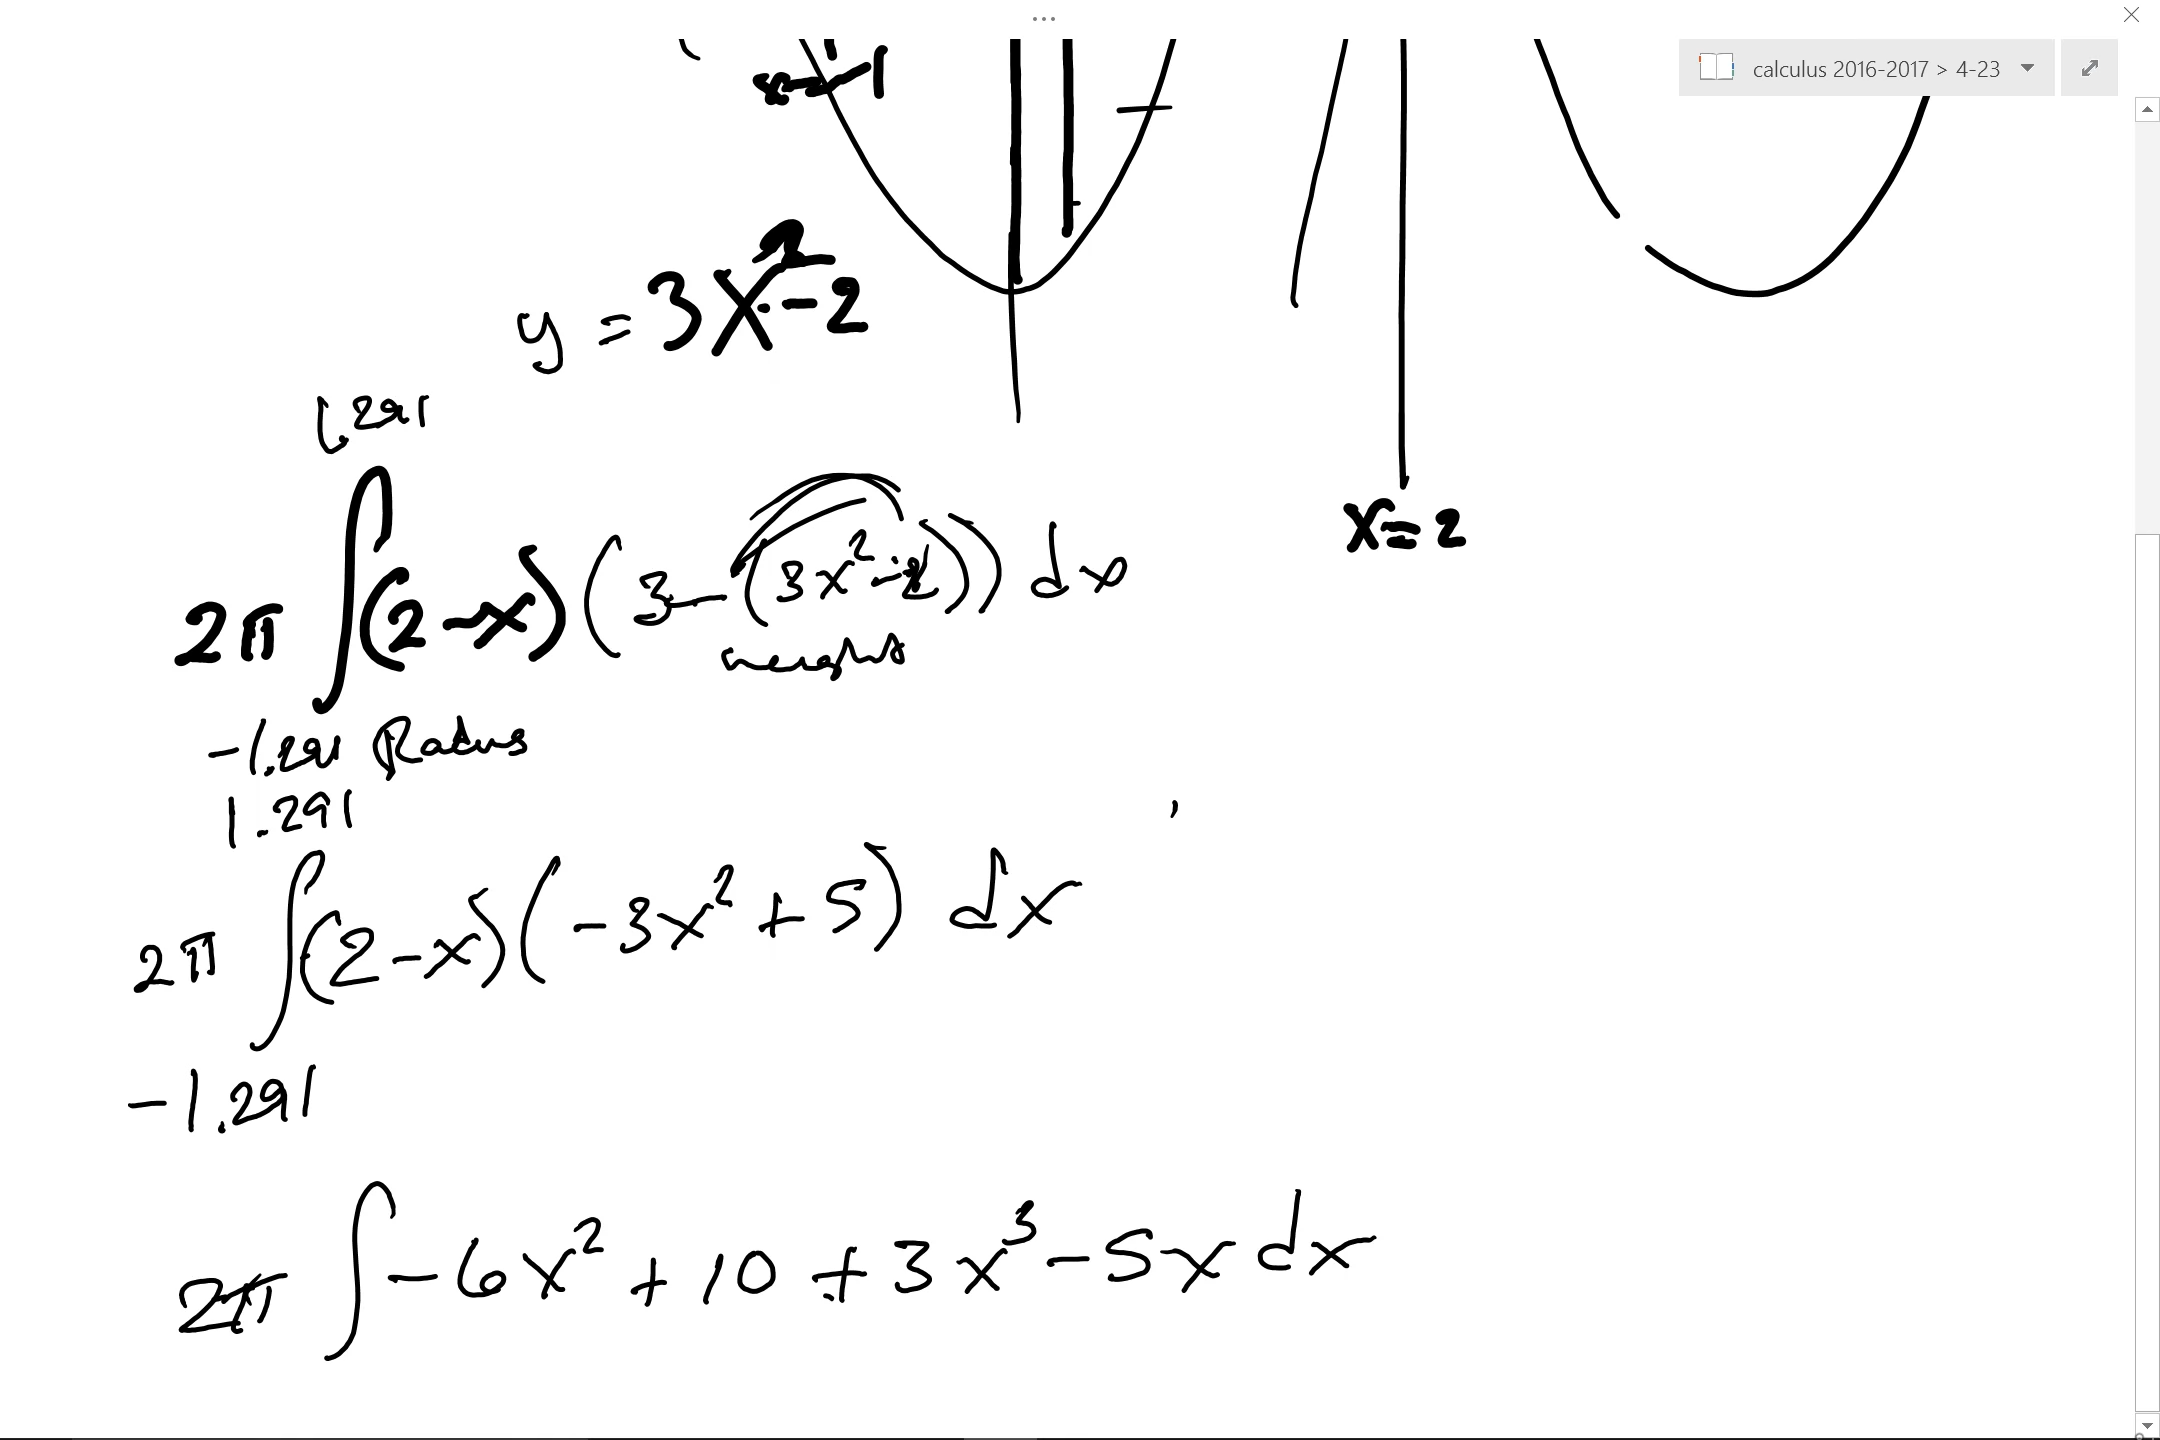 calculus 2016-2017 > 4-23
y = 3x²-2
x=2
1.291
2π ∫(2-x)(3-(3x²-2))dx
height
-1.291 Radius
1.291
2π ∫(2-x)(-3x²+5) dx
-1.291
2π ∫-6x²+10+3x³-5x dx